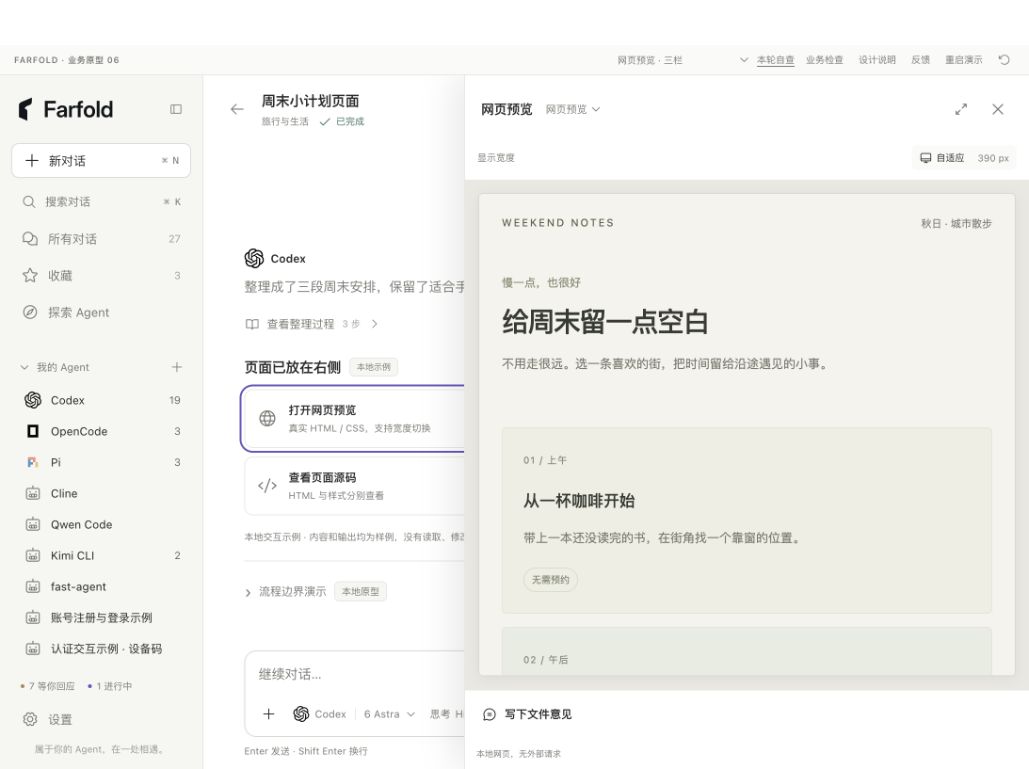 FARFOLD · 业务原型 06
网页预览 · 三栏
本轮自查
业务检查
设计说明
反馈
重启演示
Farfold
新对话
⌘ N
搜索对话
⌘ K
所有对话
27
收藏
3
探索 Agent
我的 Agent
Codex
19
OpenCode
3
Pi
3
Cline
Qwen Code
Kimi CLI
2
fast-agent
账号注册与登录示例
认证交互示例 · 设备码
7 等你回应
1 进行中
设置
属于你的 Agent，在一处相遇。
周末小计划页面
旅行与生活
已完成
Codex
整理成了三段周末安排，保留了适合手
查看整理过程
3 步
页面已放在右侧
本地示例
打开网页预览
真实 HTML / CSS，支持宽度切换
</>
查看页面源码
HTML 与样式分别查看
本地交互示例 · 内容和输出均为样例，没有读取、修改
流程边界演示
本地原型
继续对话...
Codex
6 Astra
思考 Hi
Enter 发送 · Shift Enter 换行
网页预览
网页预览
显示宽度
自适应
390 px
WEEKEND NOTES
秋日 · 城市散步
慢一点，也很好
给周末留一点空白
不用走很远。选一条喜欢的街，把时间留给沿途遇见的小事。
01 / 上午
从一杯咖啡开始
带上一本还没读完的书，在街角找一个靠窗的位置。
无需预约
02 / 午后
写下文件意见
本地网页，无外部请求